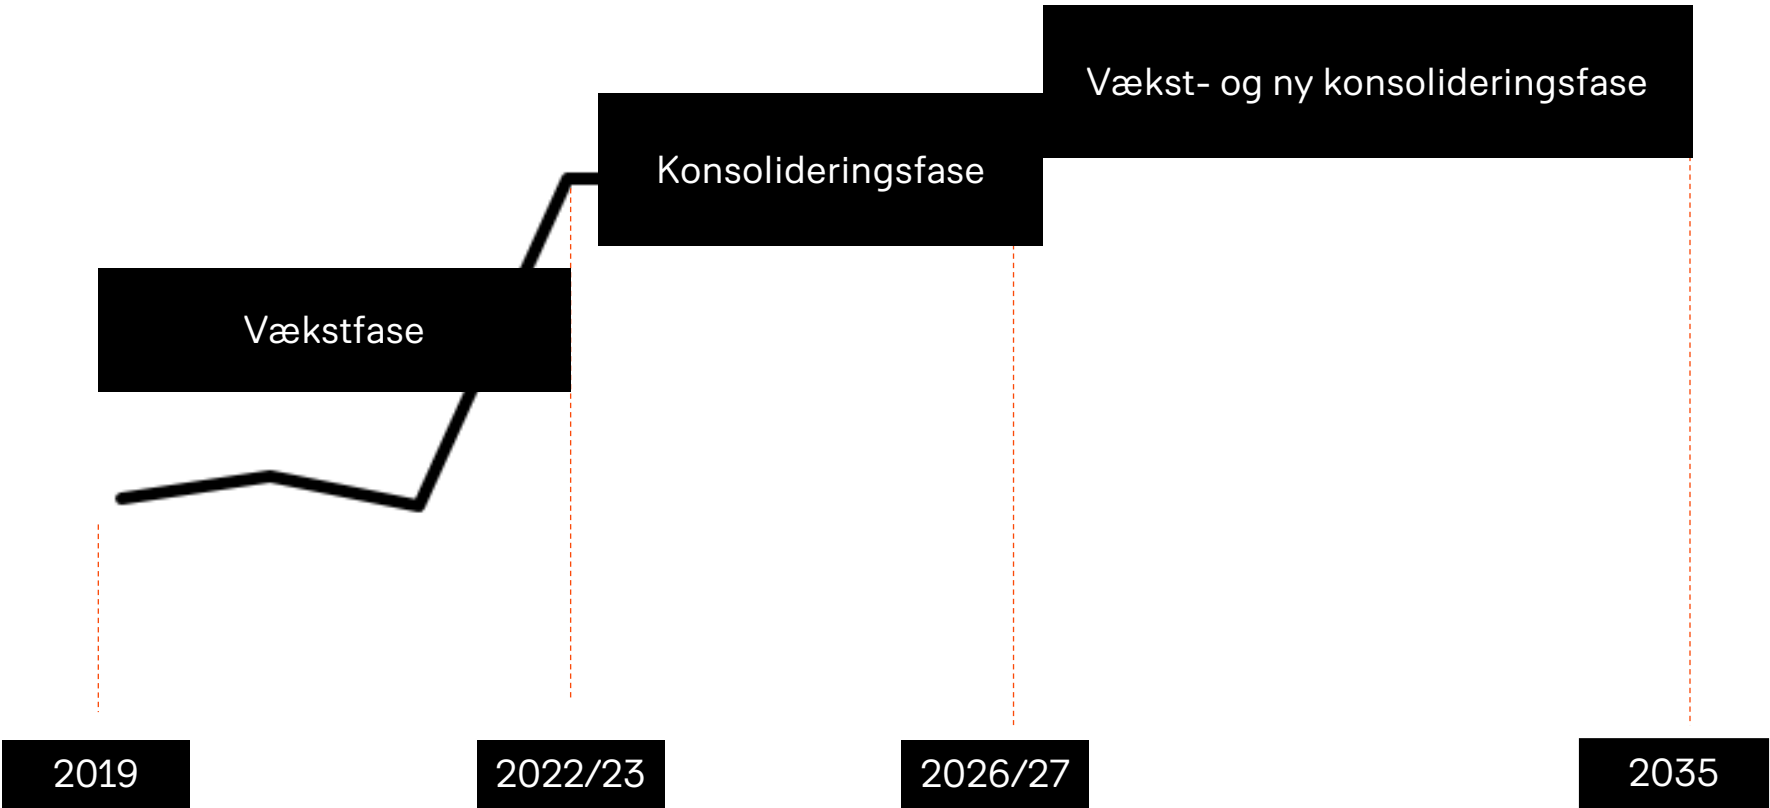 Vækst- og ny konsolideringsfase
Konsolideringsfase
Vækstfase
2019
2022/23
2026/27
2035